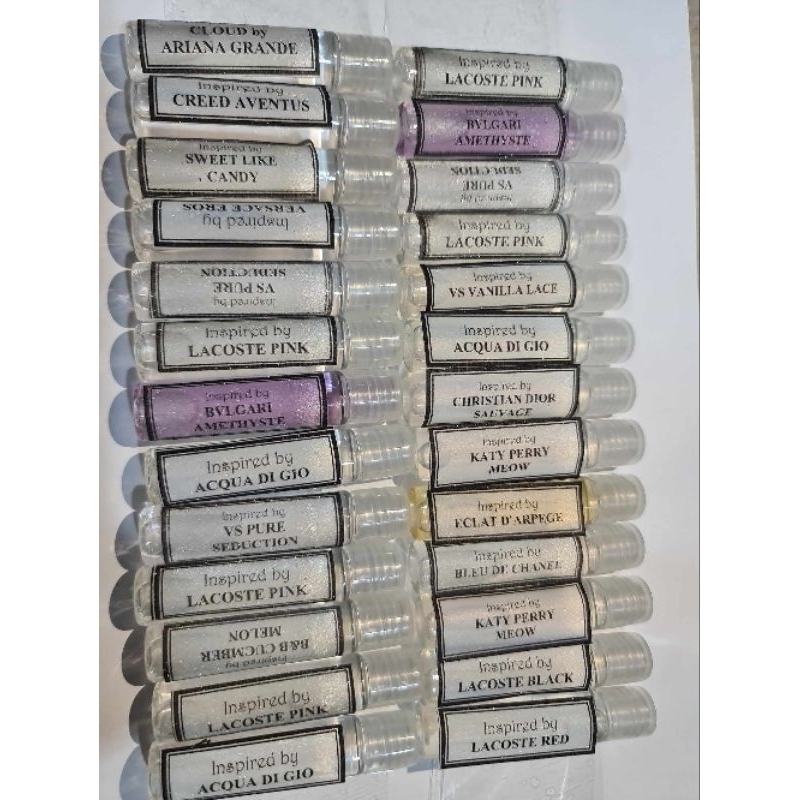 CLOUD by
ARIANA GRANDE
Inspired by
CREED AVENTUS
Inspired by
SWEET LIKE
CANDY
Inspired by
VERSACE EROS
Inspired by
VS PURE
SEDUCTION
Inspired by
LACOSTE PINK
Inspired by
BVLGARI
AMETHYSTE
Inspired by
ACQUA DI GIO
Inspired by
VS PURE
SEDUCTION
Inspired by
LACOSTE PINK
Inspired by
B&B CUCMBER
MELON
Inspired by
LACOSTE PINK
Inspired by
ACQUA DI GIO
Inspired by
LACOSTE PINK
Inspired by
BVLGARI
AMETHYSTE
Inspired by
VS PURE
SEDUCTION
Inspired by
LACOSTE PINK
Inspired by
VS VANILLA LACE
Inspired by
ACQUA DI GIO
Inspired by
CHRISTIAN DIOR
SAUVAGE
Inspired by
KATY PERRY
MEOW
Inspired by
ECLAT D'ARPEGE
Inspired by
BLEU DE CHANEL
Inspired by
KATY PERRY
MEOW
Inspired by
LACOSTE BLACK
Inspired by
LACOSTE RED